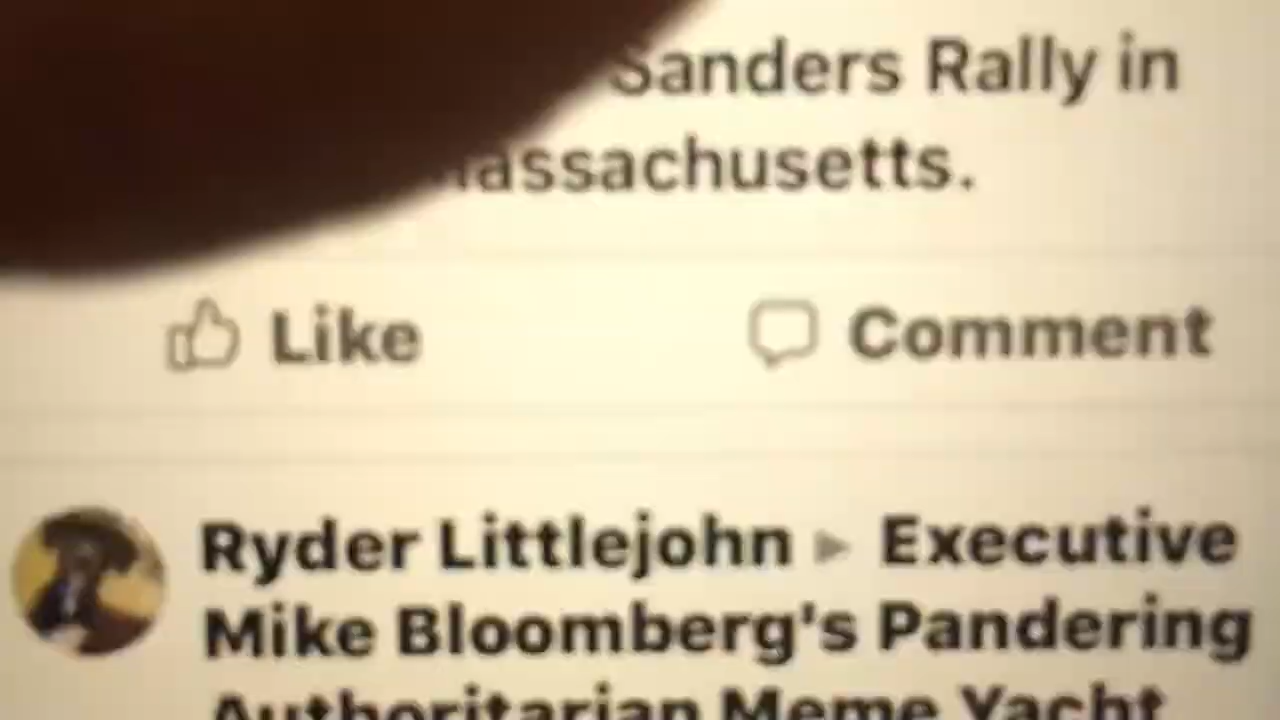 Sanders Rally in
assachusetts.
Like
Comment
Ryder Littlejohn ▸ Executive
Mike Bloomberg's Pandering
Authoritarian Meme Yacht